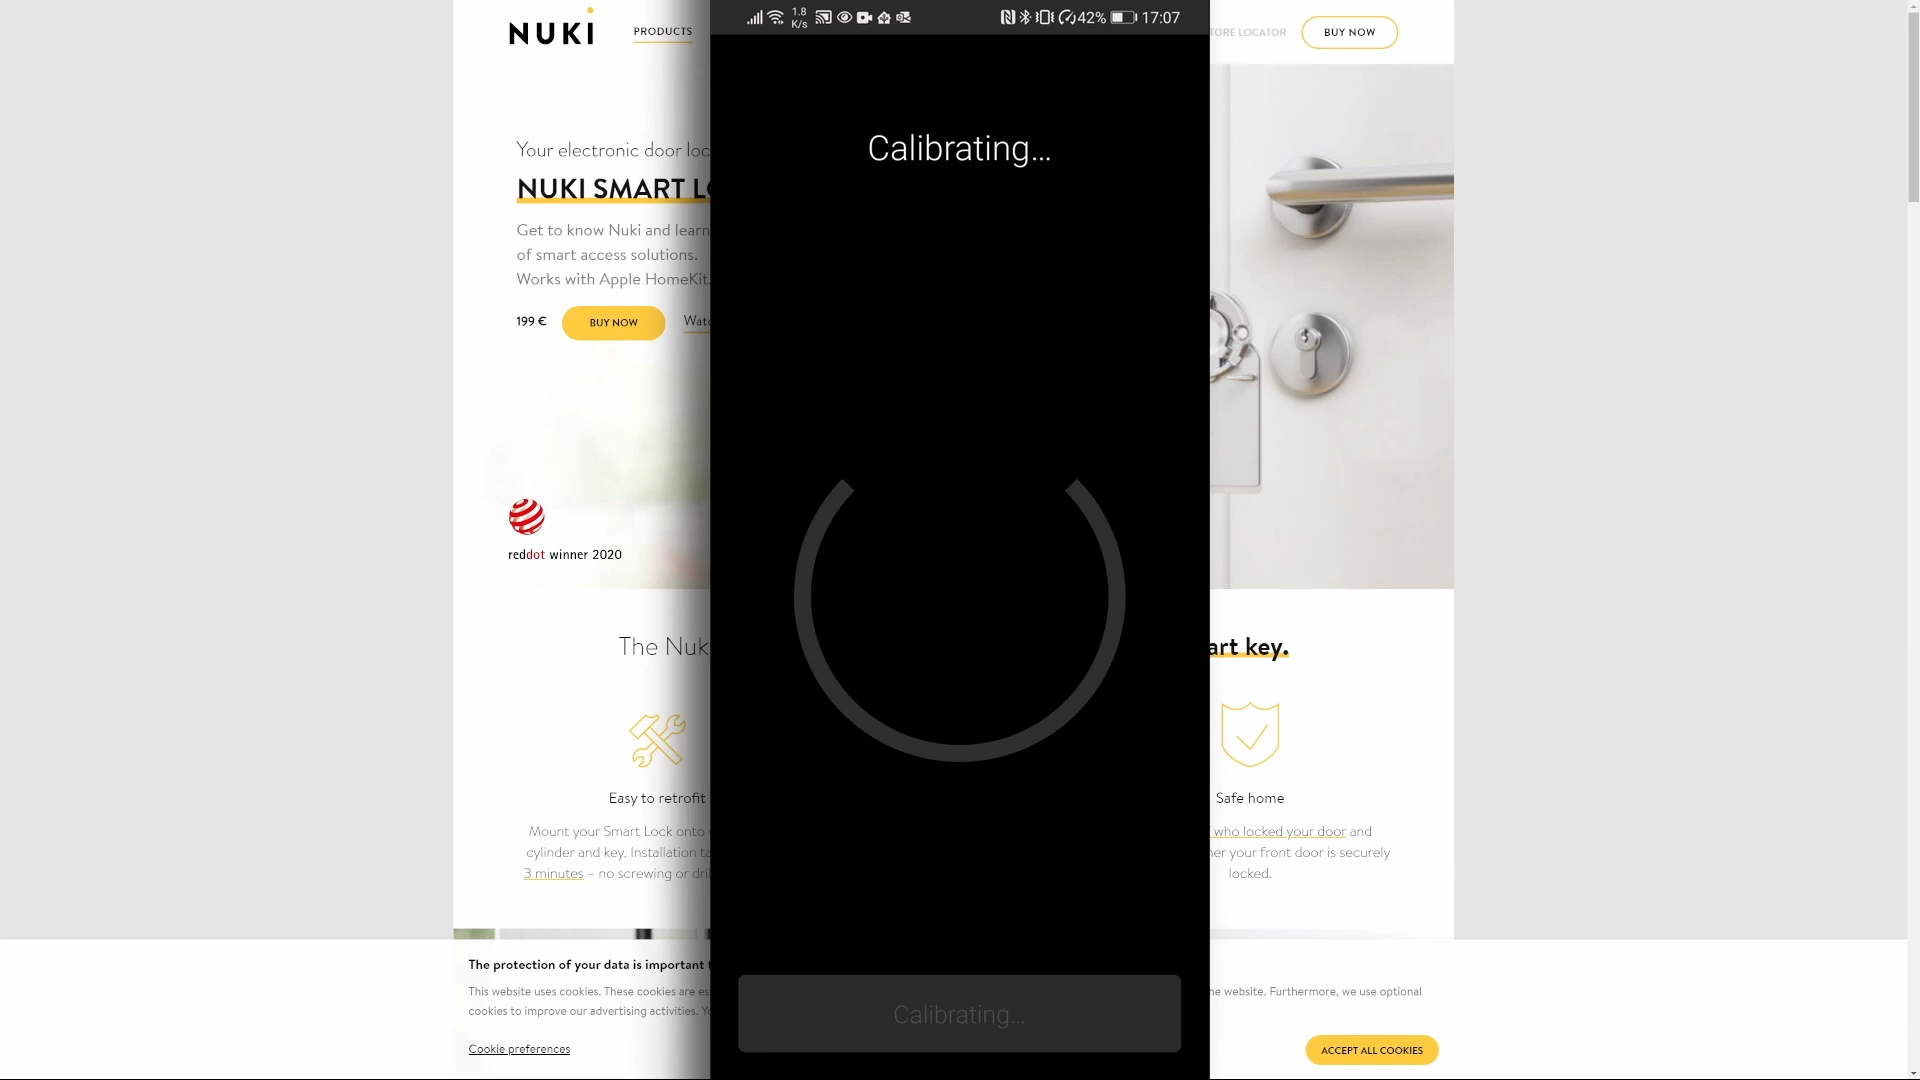 NUKI
PRODUCTS
TORE LOCATOR
BUY NOW
1.8
K/s
42%
17:07
Calibrating...
Your electronic door loc
NUKI SMART LO
Get to know Nuki and learn
of smart access solutions.
Works with Apple HomeKit.
199 €
BUY NOW
Watc
reddot winner 2020
The Nuk
art key.
Easy to retrofit
Safe home
Mount your Smart Lock onto
cylinder and key. Installation ta
3 minutes – no screwing or dril
who locked your door and
her your front door is securely
locked.
The protection of your data is important t
This website uses cookies. These cookies are es
he website. Furthermore, we use optional
cookies to improve our advertising activities. Yo
Calibrating...
Cookie preferences
ACCEPT ALL COOKIES